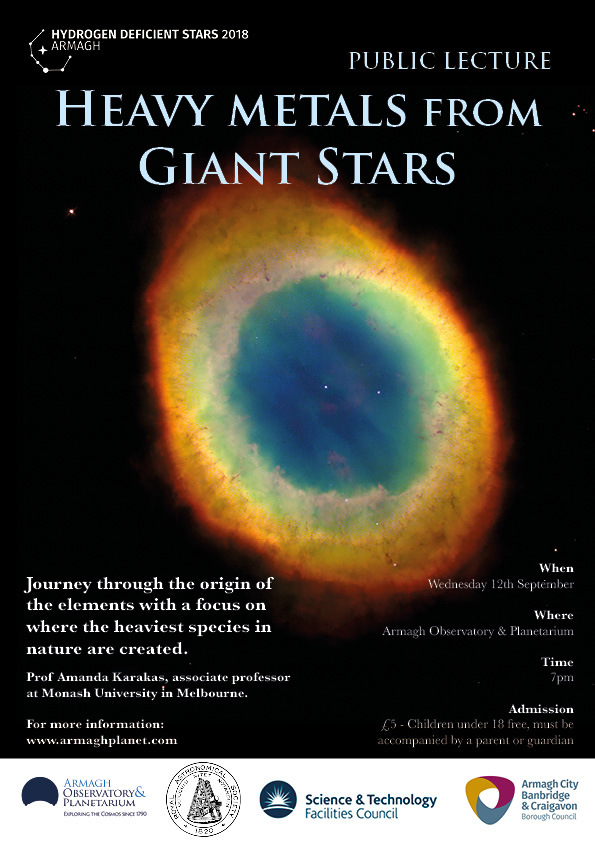 HYDROGEN DEFICIENT STARS 2018
ARMAGH
PUBLIC LECTURE
HEAVY METALS FROM
GIANT STARS
Journey through the origin of
the elements with a focus on
where the heaviest species in
nature are created.
Prof Amanda Karakas, associate professor
at Monash University in Melbourne.
For more information:
www.armaghplanet.com
When
Wednesday 12th September
Where
Armagh Observatory & Planetarium
Time
7pm
Admission
£5 - Children under 18 free, must be
accompanied by a parent or guardian
ARMAGH
OBSERVATORY&
PLANETARIUM
EXPLORING THE COSMOS SINCE 1790
ROYAL ASTRONOMICAL SOCIETY
1820
Science & Technology
Facilities Council
Armagh City
Banbridge
& Craigavon
Borough Council